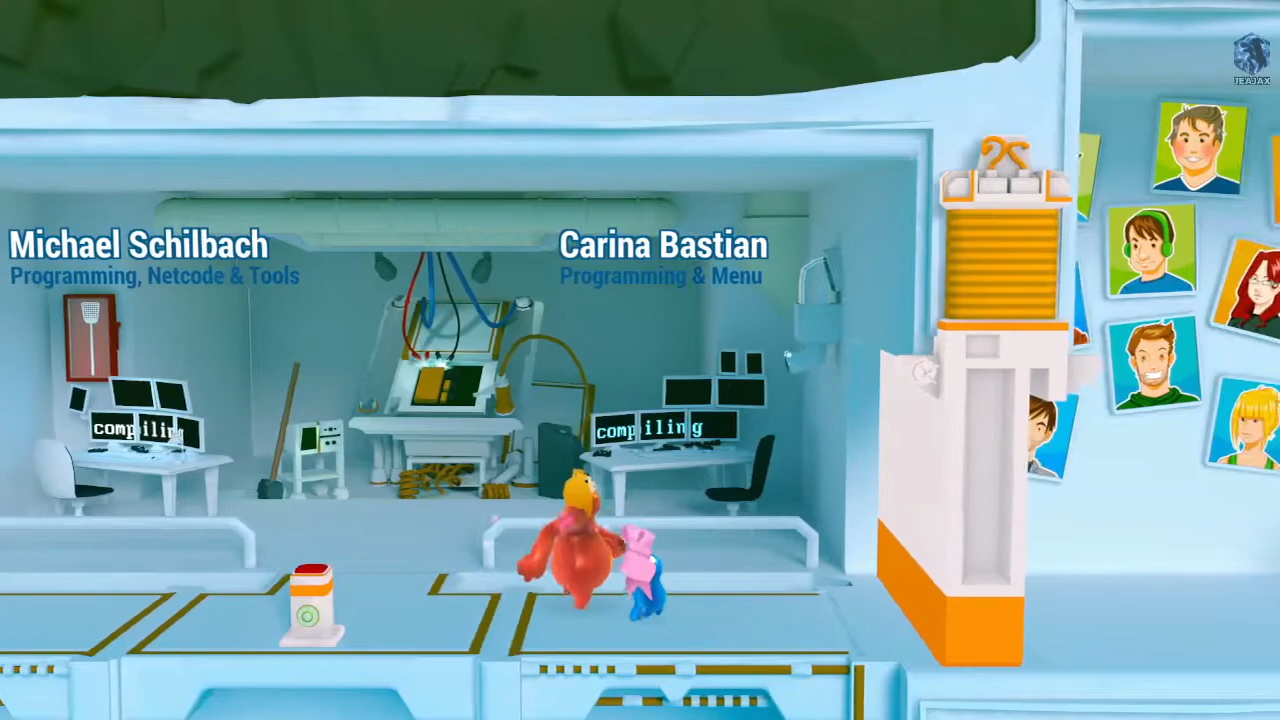 JEAJAX
Michael Schilbach
Programming, Netcode & Tools
Carina Bastian
Programming & Menu
compiling
compiling